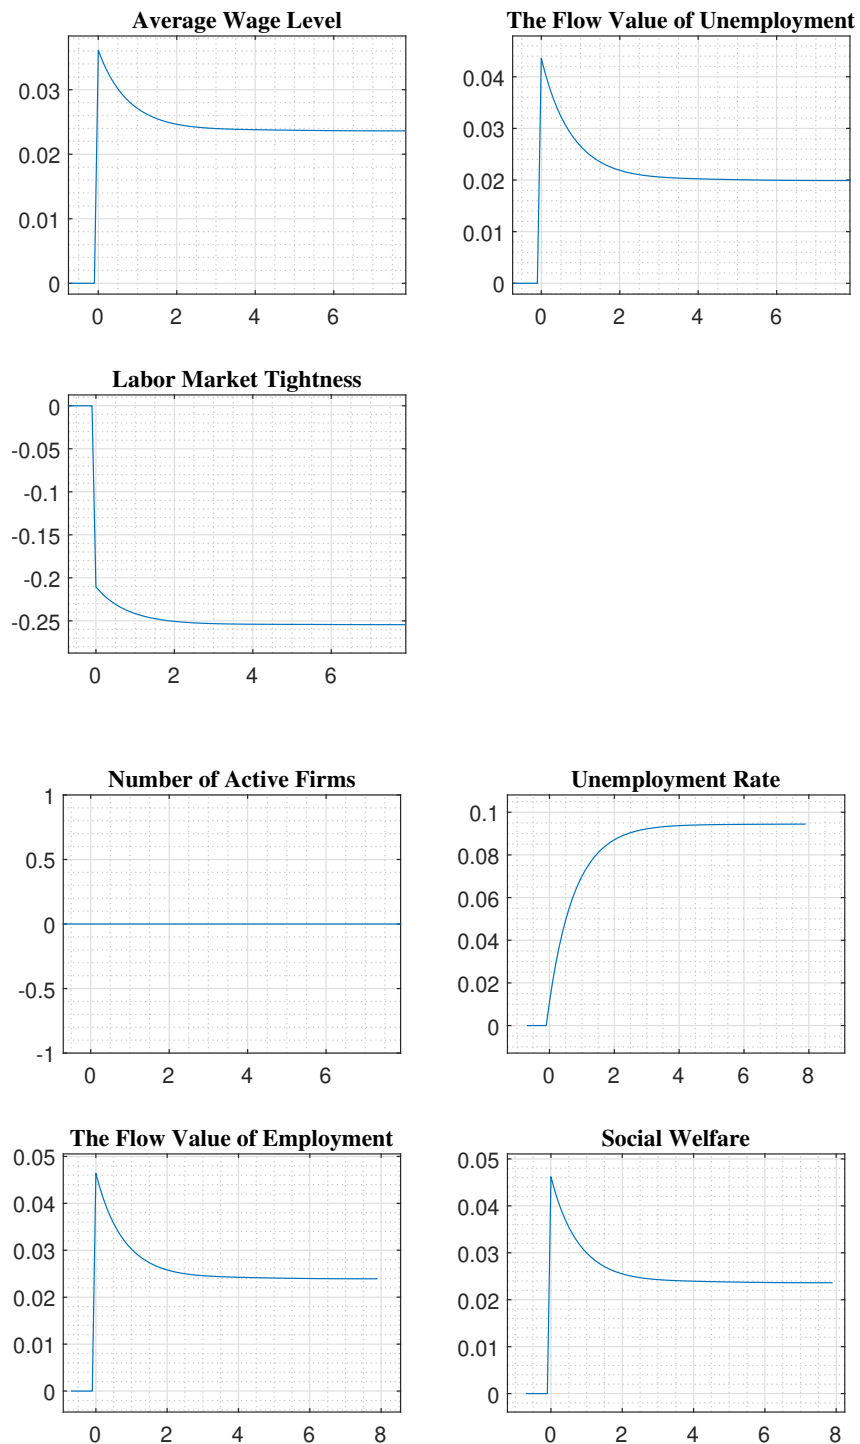 Average Wage Level
0.03
0.02
0.01
0
0 2 4 6
The Flow Value of Unemployment
0.04
0.03
0.02
0.01
0
0 2 4 6
Labor Market Tightness
0
-0.05
-0.1
-0.15
-0.2
-0.25
0 2 4 6
Number of Active Firms
1
0.5
0
-0.5
-1
0 2 4 6
Unemployment Rate
0.1
0.08
0.06
0.04
0.02
0
0 2 4 6 8
The Flow Value of Employment
0.05
0.04
0.03
0.02
0.01
0
0 2 4 6 8
Social Welfare
0.05
0.04
0.03
0.02
0.01
0
0 2 4 6 8